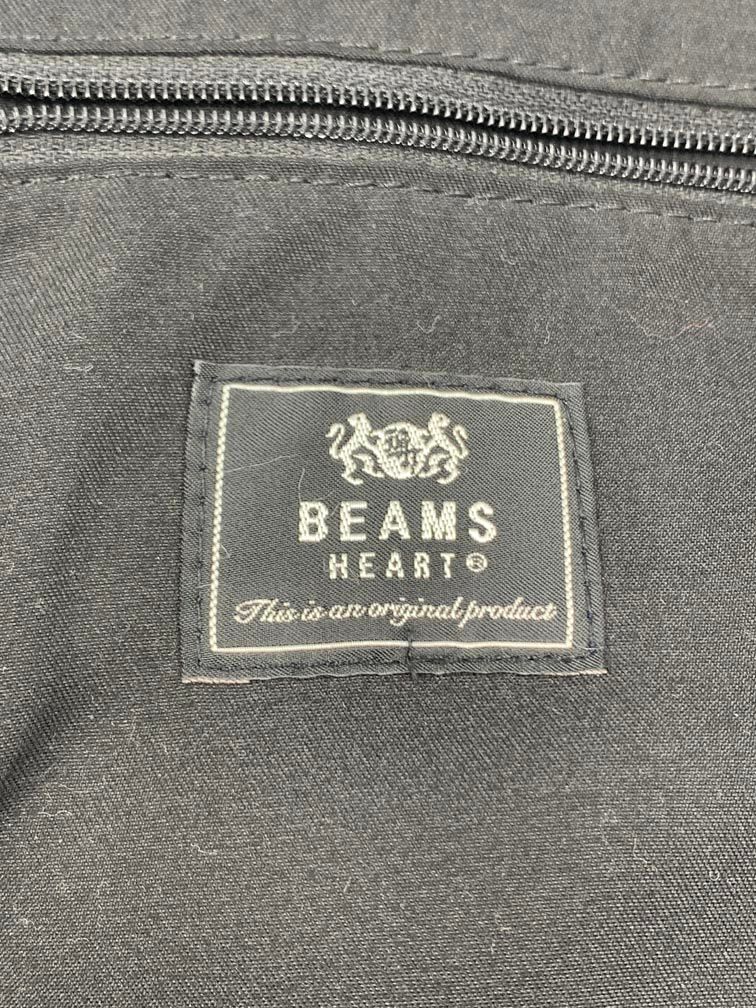 BEAMS
HEART®
This is an original product